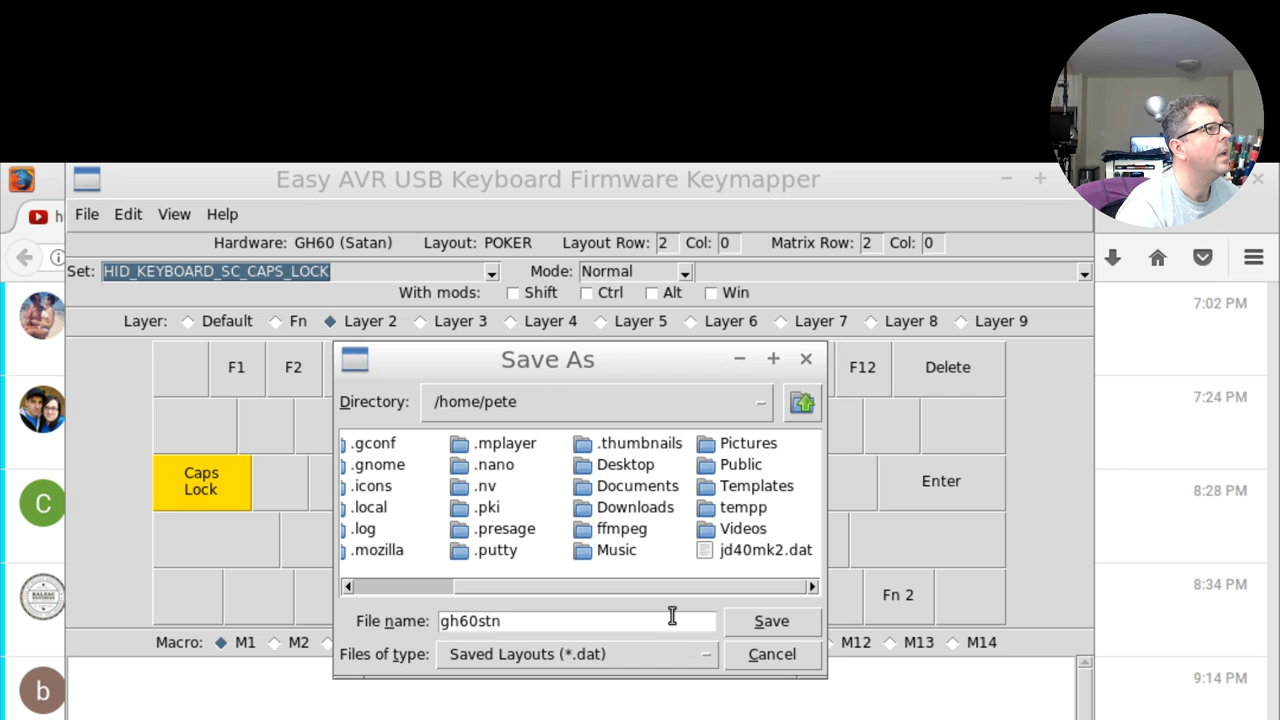 Easy AVR USB Keyboard Firmware Keymapper
h
File Edit View Help
Hardware: GH60 (Satan) Layout: POKER Layout Row: 2 Col: 0 Matrix Row: 2 Col: 0
Set: HID_KEYBOARD_SC_CAPS_LOCK Mode: Normal
With mods: Shift Ctrl Alt Win
Layer: Default Fn Layer 2 Layer 3 Layer 4 Layer 5 Layer 6 Layer 7 Layer 8 Layer 9
7:02 PM
F1 F2 F12 Delete
Save As
Directory: /home/pete
7:24 PM
.gconf .mplayer .thumbnails Pictures
.gnome .nano Desktop Public
.icons .nv Documents Templates
.local .pki Downloads tempp
.log .presage ffmpeg Videos
.mozilla .putty Music jd40mk2.dat
Caps
Lock
Enter
8:28 PM
C
8:34 PM
Fn 2
File name: gh60stn Save
Files of type: Saved Layouts (*.dat) Cancel
Macro: M1 M2 M12 M13 M14
9:14 PM
b